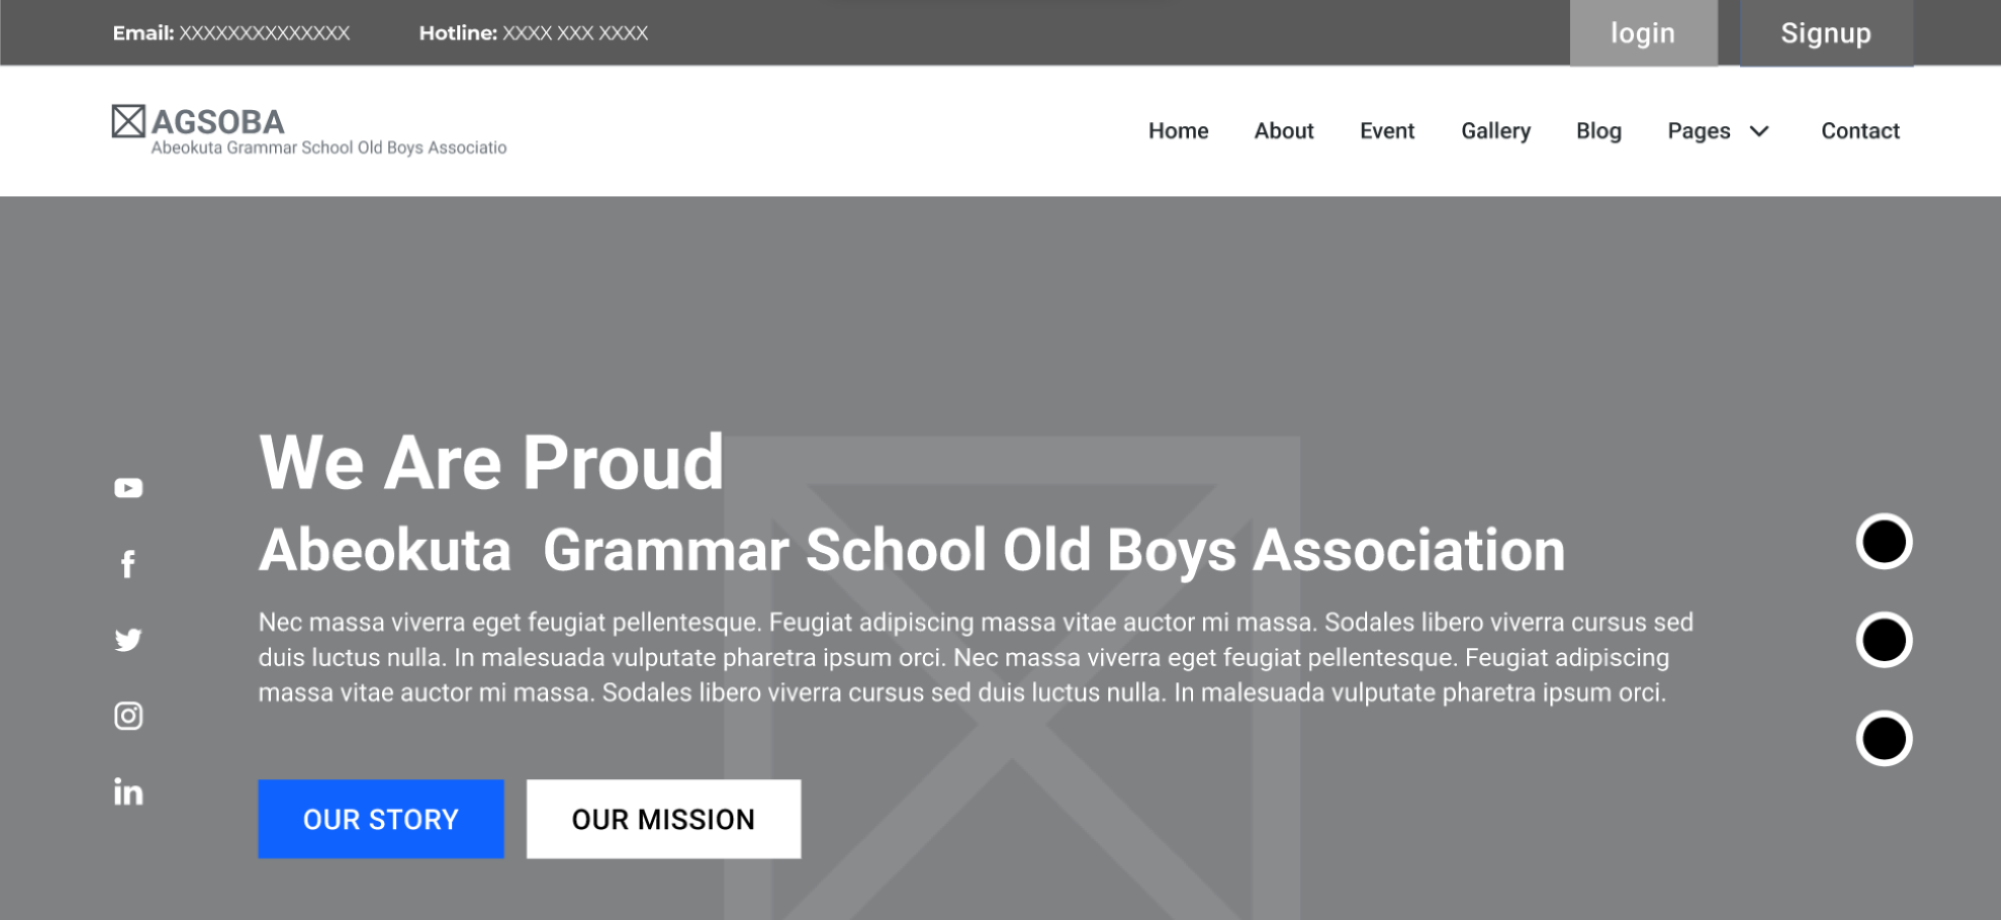 Email: XXXXXXXXXXXXXX Hotline: XXXX XXX XXXX login Signup
AGSOBA
Abeokuta Grammar School Old Boys Associatio
Home About Event Gallery Blog Pages Contact
We Are Proud
Abeokuta  Grammar School Old Boys Association
Nec massa viverra eget feugiat pellentesque. Feugiat adipiscing massa vitae auctor mi massa. Sodales libero viverra cursus sed
duis luctus nulla. In malesuada vulputate pharetra ipsum orci. Nec massa viverra eget feugiat pellentesque. Feugiat adipiscing
massa vitae auctor mi massa. Sodales libero viverra cursus sed duis luctus nulla. In malesuada vulputate pharetra ipsum orci.
OUR STORY OUR MISSION